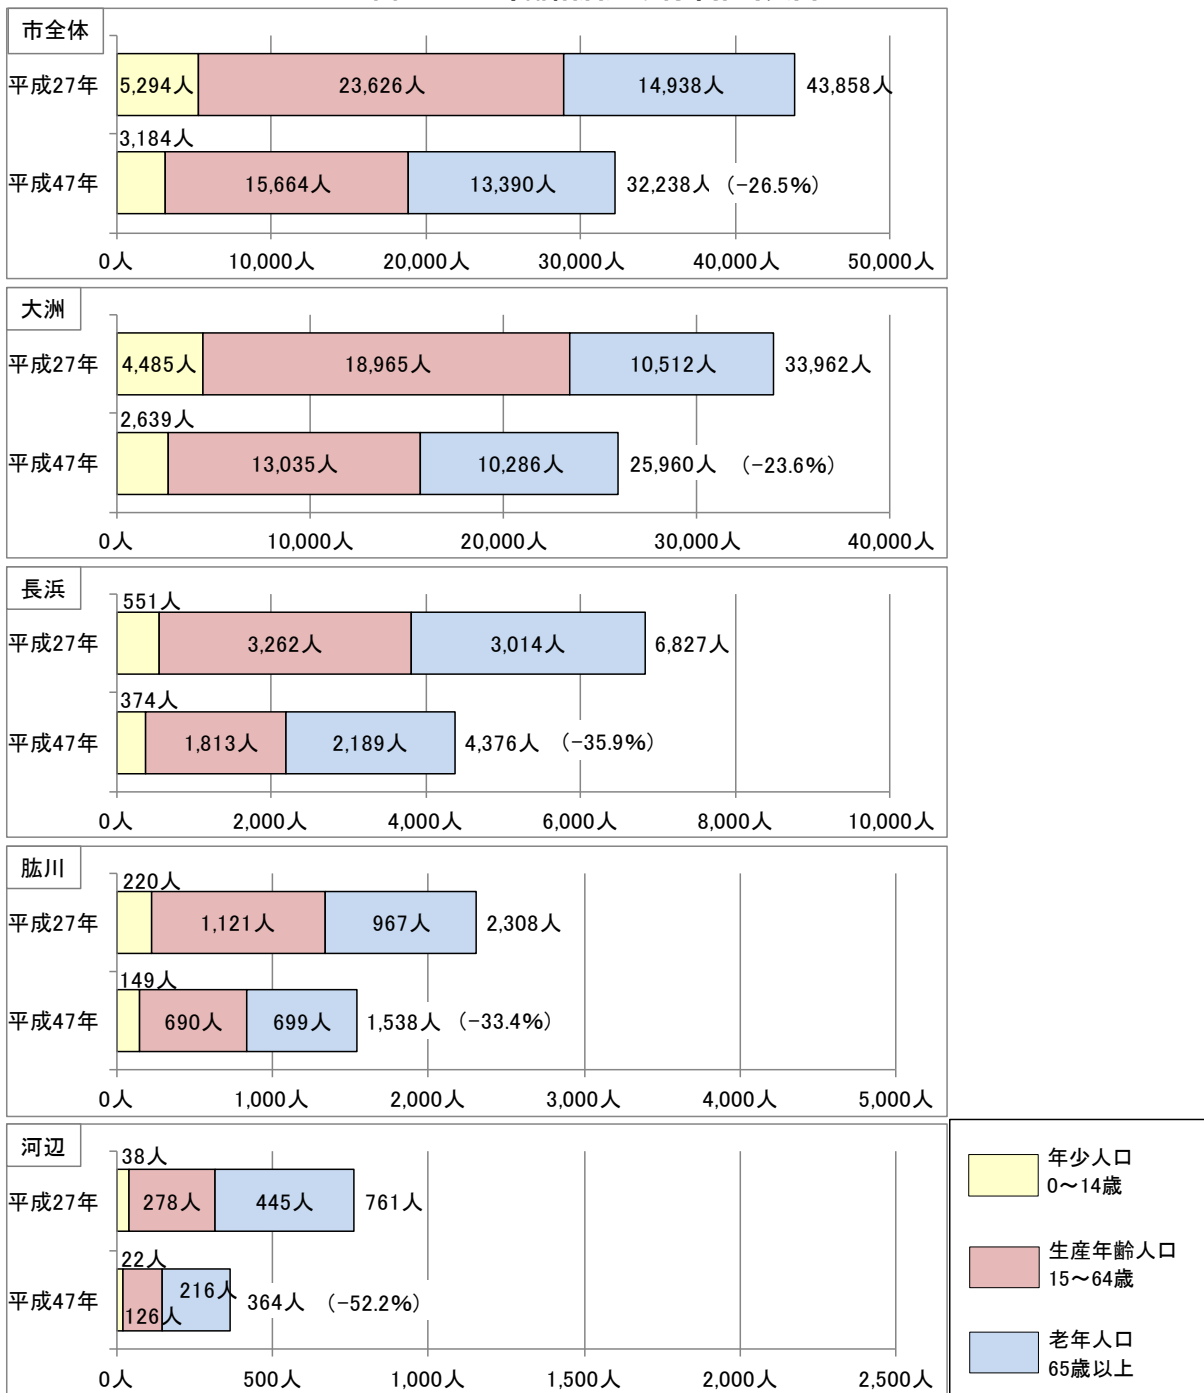 市全体
平成27年 5,294人 23,626人 14,938人 43,858人
3,184人
平成47年 15,664人 13,390人 32,238人 (-26.5%)
0人 10,000人 20,000人 30,000人 40,000人 50,000人
大洲
平成27年 4,485人 18,965人 10,512人 33,962人
2,639人
平成47年 13,035人 10,286人 25,960人 (-23.6%)
0人 10,000人 20,000人 30,000人 40,000人
長浜
551人
平成27年 3,262人 3,014人 6,827人
374人
平成47年 1,813人 2,189人 4,376人 (-35.9%)
0人 2,000人 4,000人 6,000人 8,000人 10,000人
肱川
220人
平成27年 1,121人 967人 2,308人
149人
平成47年 690人 699人 1,538人 (-33.4%)
0人 1,000人 2,000人 3,000人 4,000人 5,000人
河辺
38人
平成27年 278人 445人 761人
22人
平成47年 126人 216人 364人 (-52.2%)
0人 500人 1,000人 1,500人 2,000人 2,500人
年少人口
0～14歳
生産年齢人口
15～64歳
老年人口
65歳以上